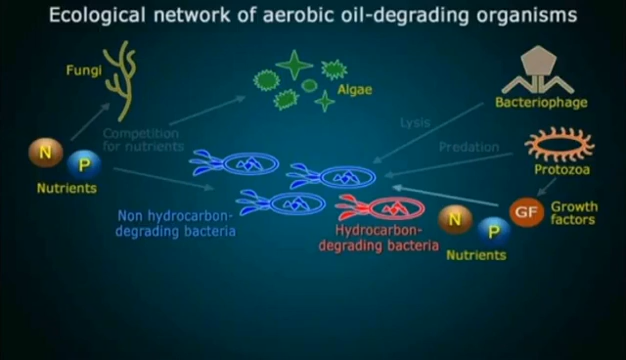 Ecological network of aerobic oil-degrading organisms
Fungi
Algae
Bacteriophage
Competition
for nutrients
Lysis
Predation
N
P
Nutrients
Protozoa
Non hydrocarbon-
degrading bacteria
Hydrocarbon-
degrading bacteria
N
P
Nutrients
GF
Growth
factors